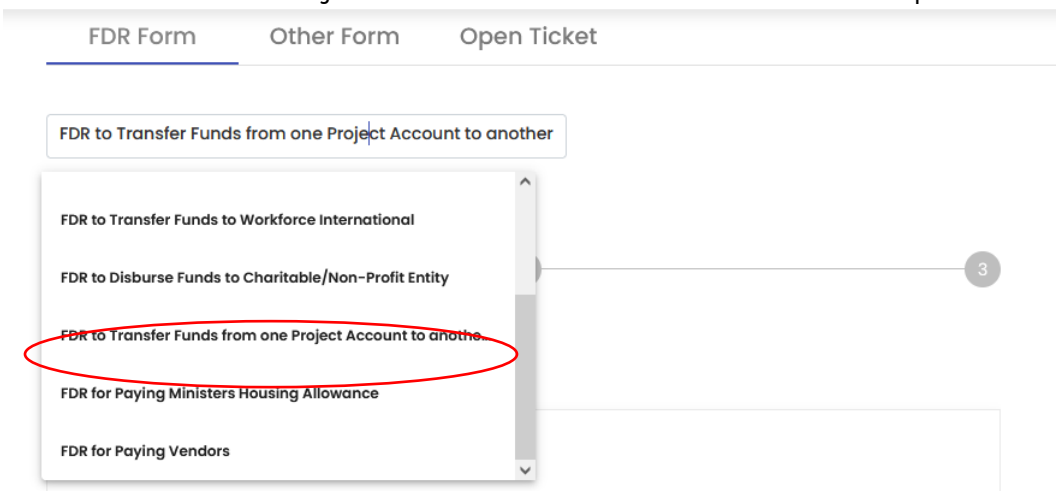 FDR Form Other Form Open Ticket
FDR to Transfer Funds from one Project Account to another
FDR to Transfer Funds to Workforce International
FDR to Disburse Funds to Charitable/Non-Profit Entity
3
FDR to Transfer Funds from one Project Account to anothe...
FDR for Paying Ministers Housing Allowance
FDR for Paying Vendors